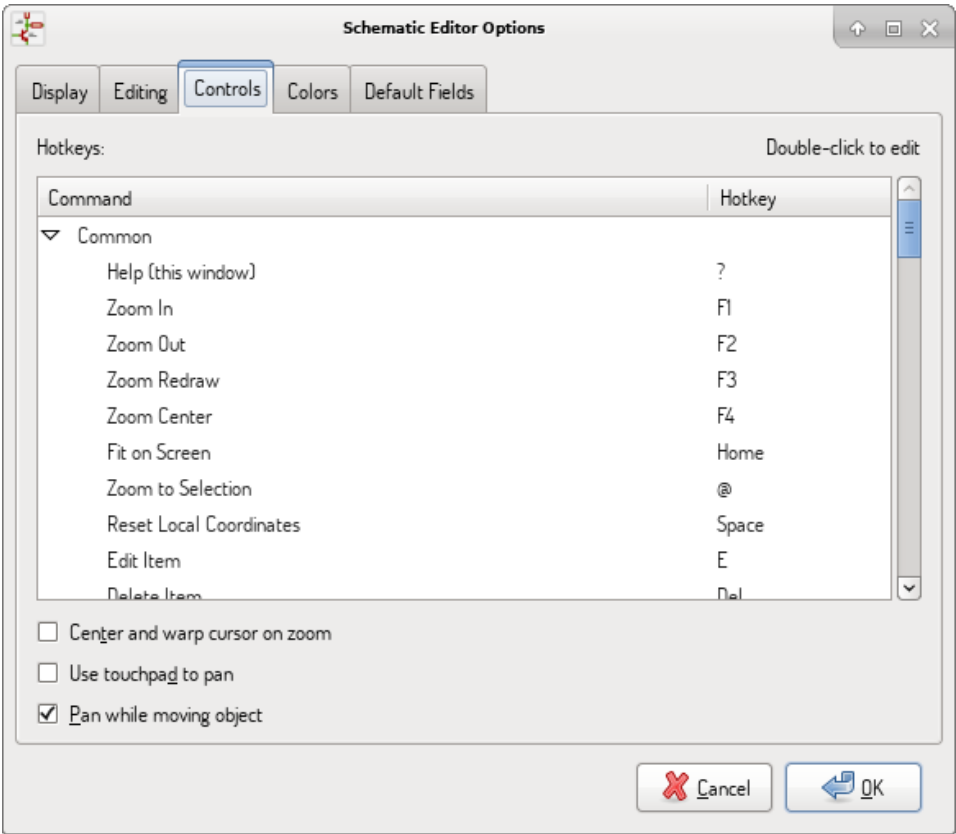 Schematic Editor Options
Display Editing Controls Colors Default Fields
Hotkeys: Double-click to edit
Command Hotkey
Common
Help (this window) ?
Zoom In F1
Zoom Out F2
Zoom Redraw F3
Zoom Center F4
Fit on Screen Home
Zoom to Selection @
Reset Local Coordinates Space
Edit Item E
Delete Item Del
Center and warp cursor on zoom
Use touchpad to pan
Pan while moving object
Cancel OK